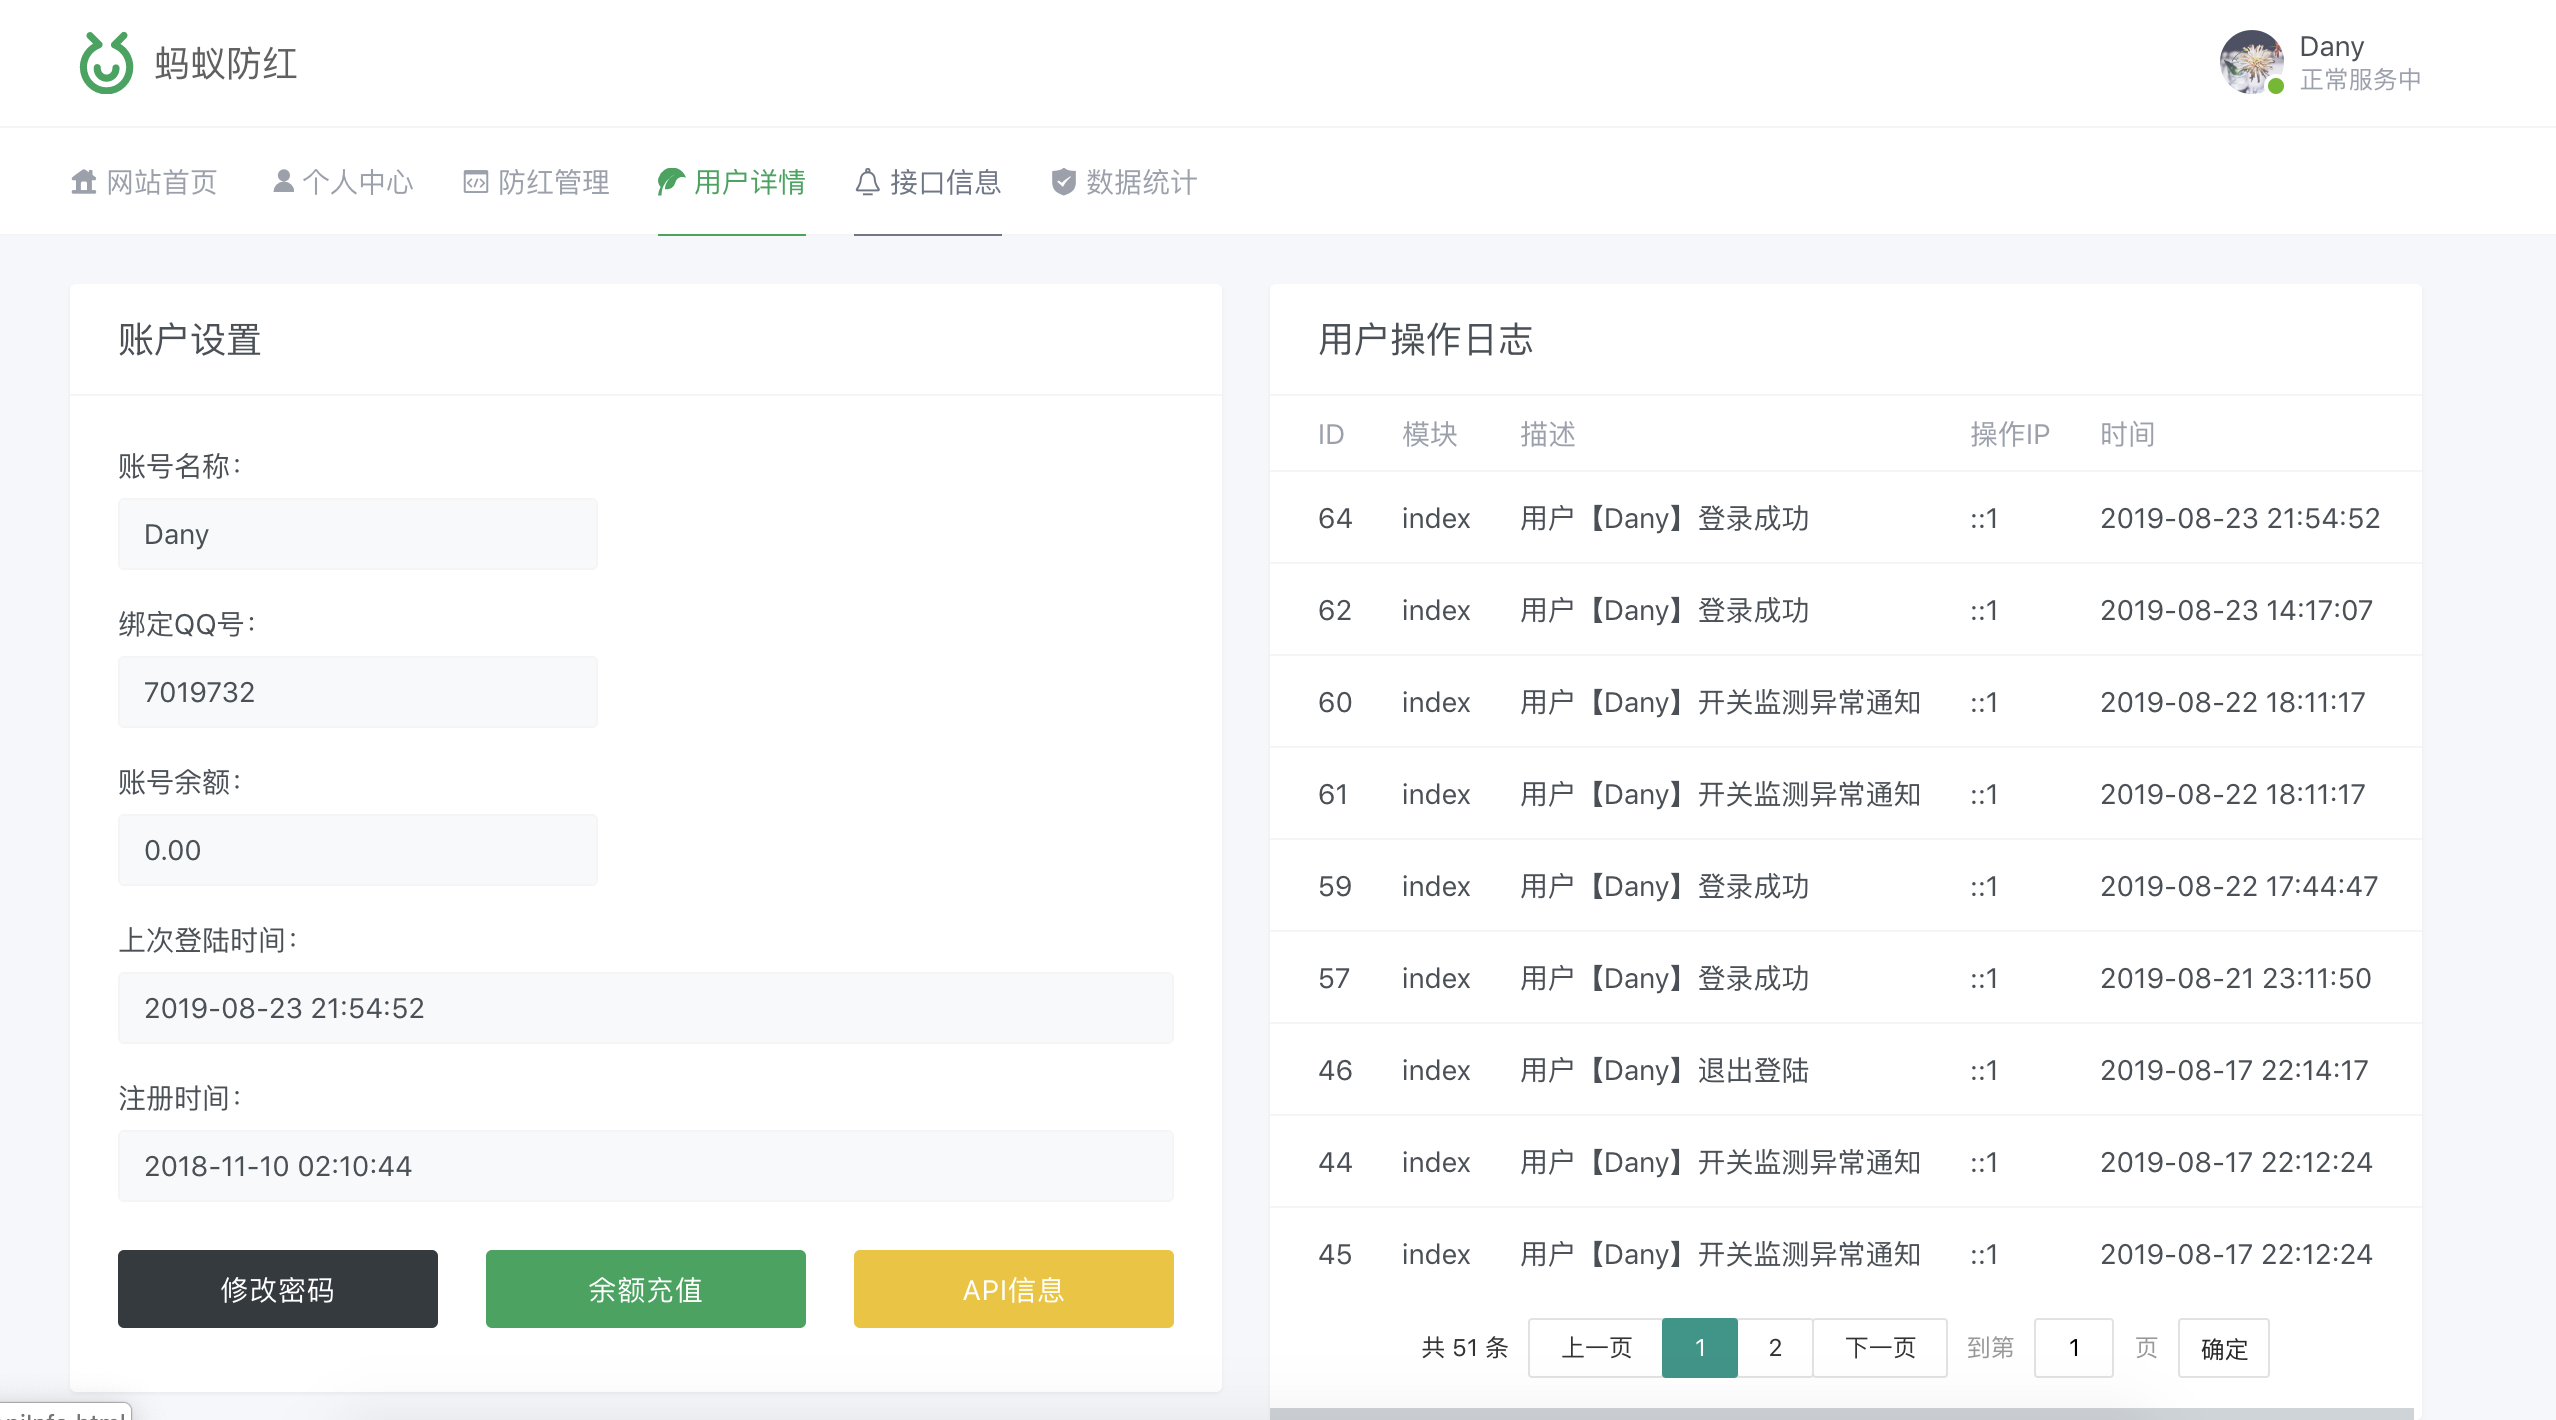 蚂蚁防红
Dany
正常服务中
网站首页 个人中心 防红管理 用户详情 接口信息 数据统计
账户设置
账号名称：
Dany
绑定QQ号：
7019732
账号余额：
0.00
上次登陆时间：
2019-08-23 21:54:52
注册时间：
2018-11-10 02:10:44
修改密码 余额充值 API信息
用户操作日志
ID 模块 描述 操作IP 时间
64 index 用户【Dany】登录成功 ::1 2019-08-23 21:54:52
62 index 用户【Dany】登录成功 ::1 2019-08-23 14:17:07
60 index 用户【Dany】开关监测异常通知 ::1 2019-08-22 18:11:17
61 index 用户【Dany】开关监测异常通知 ::1 2019-08-22 18:11:17
59 index 用户【Dany】登录成功 ::1 2019-08-22 17:44:47
57 index 用户【Dany】登录成功 ::1 2019-08-21 23:11:50
46 index 用户【Dany】退出登陆 ::1 2019-08-17 22:14:17
44 index 用户【Dany】开关监测异常通知 ::1 2019-08-17 22:12:24
45 index 用户【Dany】开关监测异常通知 ::1 2019-08-17 22:12:24
共 51 条 上一页 1 2 下一页 到第 1 页 确定